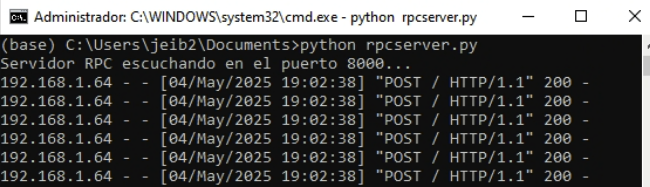 Administrador: C:\WINDOWS\system32\cmd.exe - python  rpcserver.py
(base) C:\Users\jeib2\Documents>python rpcserver.py
Servidor RPC escuchando en el puerto 8000...
192.168.1.64 - - [04/May/2025 19:02:38] "POST / HTTP/1.1" 200 -
192.168.1.64 - - [04/May/2025 19:02:38] "POST / HTTP/1.1" 200 -
192.168.1.64 - - [04/May/2025 19:02:38] "POST / HTTP/1.1" 200 -
192.168.1.64 - - [04/May/2025 19:02:38] "POST / HTTP/1.1" 200 -
192.168.1.64 - - [04/May/2025 19:02:38] "POST / HTTP/1.1" 200 -
192.168.1.64 - - [04/May/2025 19:02:38] "POST / HTTP/1.1" 200 -